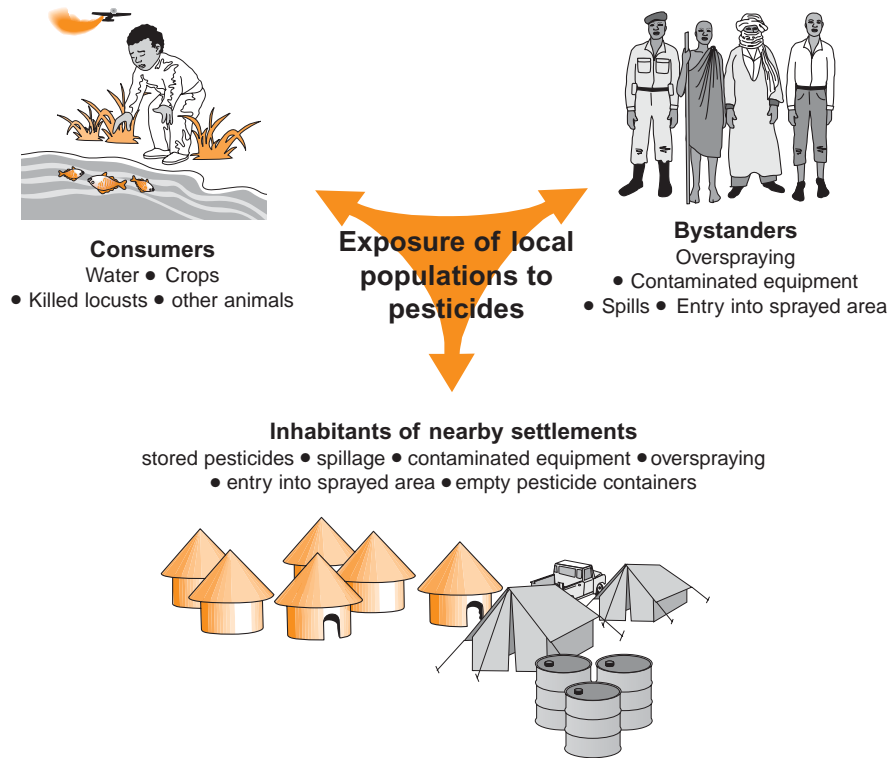 Consumers
Water ● Crops
● Killed locusts ● other animals
Exposure of local
populations to
pesticides
Bystanders
Overspraying
● Contaminated equipment
● Spills ● Entry into sprayed area
Inhabitants of nearby settlements
stored pesticides ● spillage ● contaminated equipment ● overspraying
● entry into sprayed area ● empty pesticide containers